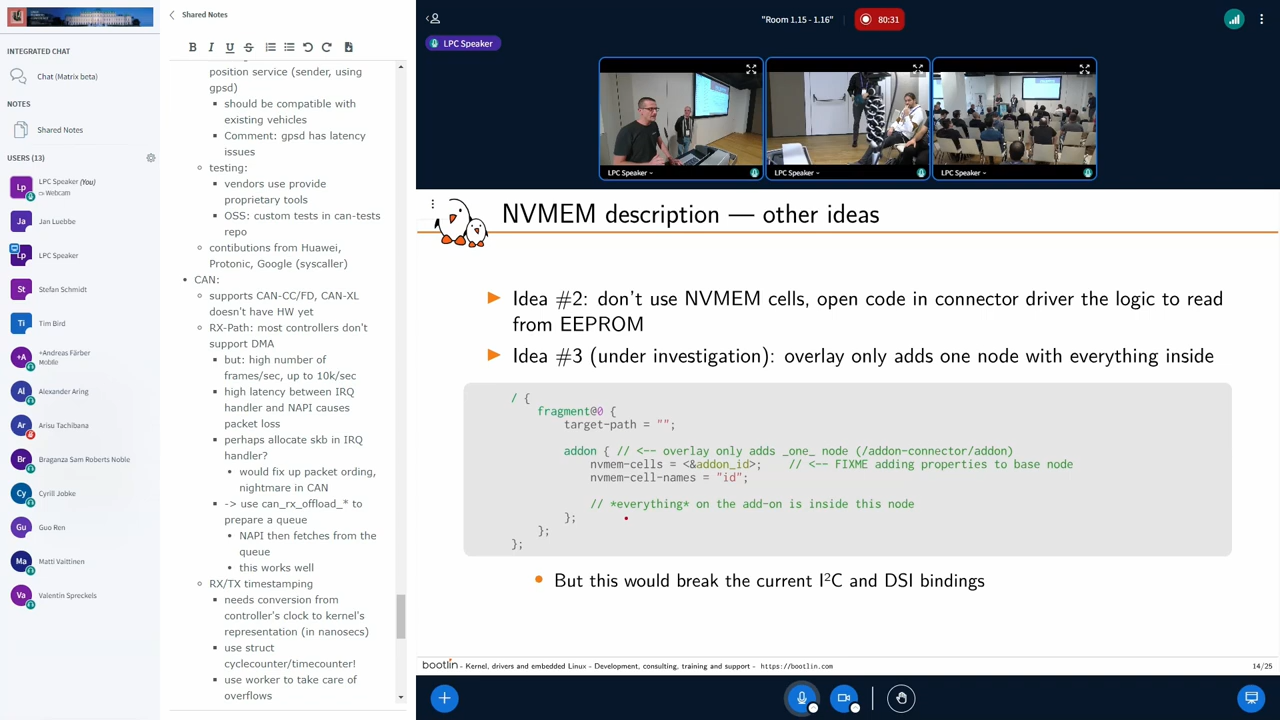 INTEGRATED CHAT
Chat (Matrix beta)
NOTES
Shared Notes
USERS (13)
Lp
LPC Speaker (You)
Webcam
Ja
Jan Luebbe
Lp
LPC Speaker
St
Stefan Schmidt
Ti
Tim Bird
+A
+Andreas Färber
Mobile
Al
Alexander Aring
Ar
Arisu Tachibana
Br
Braganza Sam Roberts Noble
Cy
Cyrill Jobke
Gu
Guo Ren
Ma
Matti Vaittinen
Va
Valentin Spreckels
Shared Notes
B I U S
position service (sender, using
gpsd)
should be compatible with
existing vehicles
Comment: gpsd has latency
issues
testing:
vendors use provide
proprietary tools
OSS: custom tests in can-tests
repo
contibutions from Huawei,
Protonic, Google (syscaller)
CAN:
supports CAN-CC/FD, CAN-XL
doesn't have HW yet
RX-Path: most controllers don't
support DMA
but: high number of
frames/sec, up to 10k/sec
high latency between IRQ
handler and NAPI causes
packet loss
perhaps allocate skb in IRQ
handler?
would fix up packet ording,
nightmare in CAN
-> use can_rx_offload_* to
prepare a queue
NAPI then fetches from the
queue
this works well
RX/TX timestamping
needs conversion from
controller's clock to kernel's
representation (in nanosecs)
use struct
cyclecounter/timecounter!
use worker to take care of
overflows
"Room 1.15 - 1.16"
80:31
LPC Speaker
LPC Speaker
LPC Speaker
LPC Speaker
NVMEM description — other ideas
Idea #2: don't use NVMEM cells, open code in connector driver the logic to read
from EEPROM
Idea #3 (under investigation): overlay only adds one node with everything inside
/ {
fragment@0 {
target-path = "";
addon { // <-- overlay only adds _one_ node (/addon-connector/addon)
nvmem-cells = <&addon_id>; // <-- FIXME adding properties to base node
nvmem-cell-names = "id";
// *everything* on the add-on is inside this node
};
};
};
But this would break the current I²C and DSI bindings
bootlin - Kernel, drivers and embedded Linux - Development, consulting, training and support - https://bootlin.com
14/25